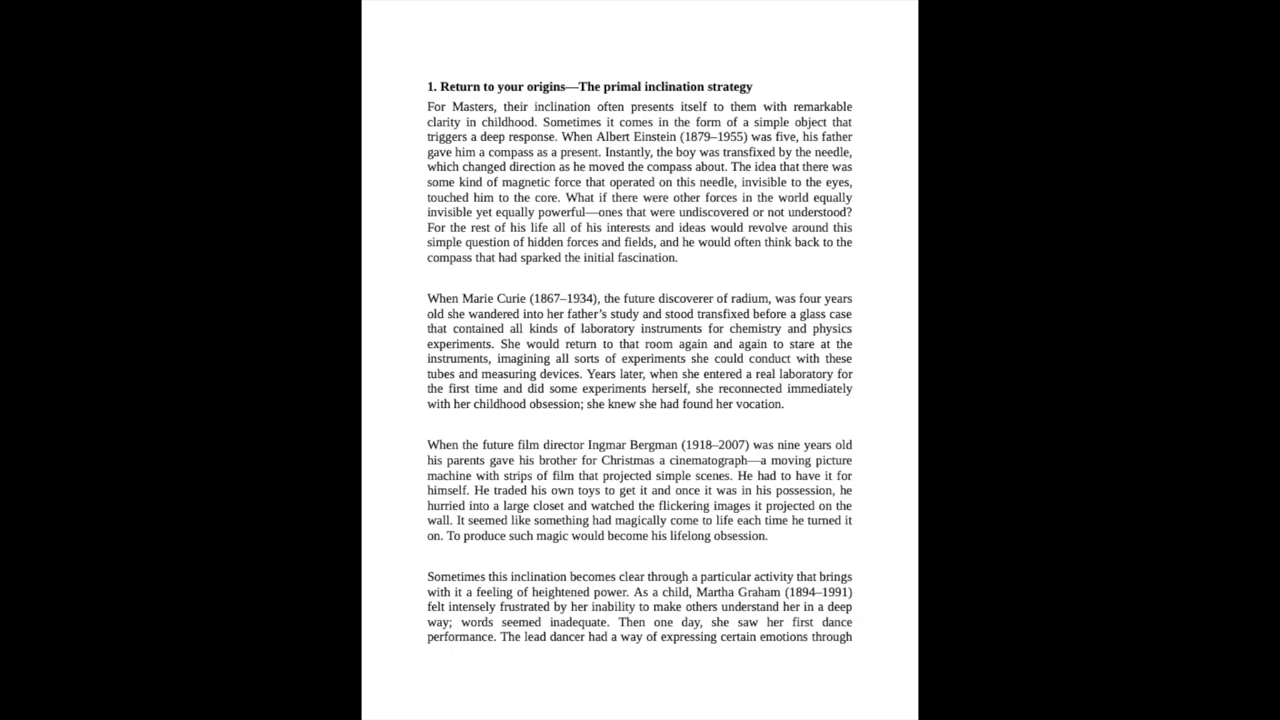 1. Return to your origins—The primal inclination strategy
For Masters, their inclination often presents itself to them with remarkable
clarity in childhood. Sometimes it comes in the form of a simple object that
triggers a deep response. When Albert Einstein (1879–1955) was five, his father
gave him a compass as a present. Instantly, the boy was transfixed by the needle,
which changed direction as he moved the compass about. The idea that there was
some kind of magnetic force that operated on this needle, invisible to the eyes,
touched him to the core. What if there were other forces in the world equally
invisible yet equally powerful—ones that were undiscovered or not understood?
For the rest of his life all of his interests and ideas would revolve around this
simple question of hidden forces and fields, and he would often think back to the
compass that had sparked the initial fascination.
When Marie Curie (1867–1934), the future discoverer of radium, was four years
old she wandered into her father’s study and stood transfixed before a glass case
that contained all kinds of laboratory instruments for chemistry and physics
experiments. She would return to that room again and again to stare at the
instruments, imagining all sorts of experiments she could conduct with these
tubes and measuring devices. Years later, when she entered a real laboratory for
the first time and did some experiments herself, she reconnected immediately
with her childhood obsession; she knew she had found her vocation.
When the future film director Ingmar Bergman (1918–2007) was nine years old
his parents gave his brother for Christmas a cinematograph—a moving picture
machine with strips of film that projected simple scenes. He had to have it for
himself. He traded his own toys to get it and once it was in his possession, he
hurried into a large closet and watched the flickering images it projected on the
wall. It seemed like something had magically come to life each time he turned it
on. To produce such magic would become his lifelong obsession.
Sometimes this inclination becomes clear through a particular activity that brings
with it a feeling of heightened power. As a child, Martha Graham (1894–1991)
felt intensely frustrated by her inability to make others understand her in a deep
way; words seemed inadequate. Then one day, she saw her first dance
performance. The lead dancer had a way of expressing certain emotions through